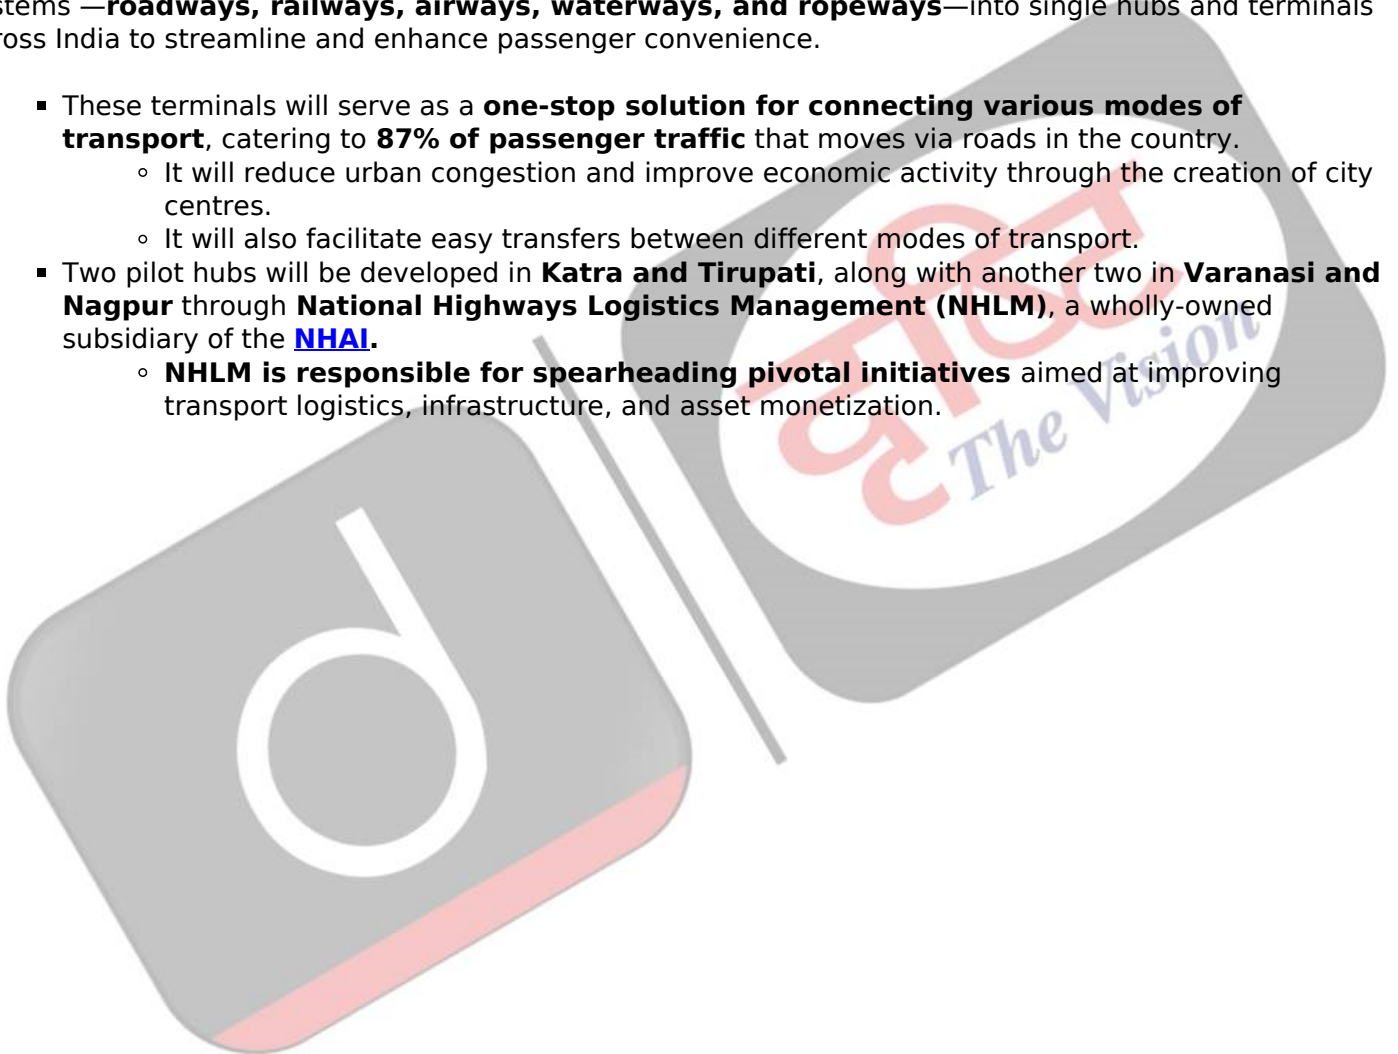 stems —roadways, railways, airways, waterways, and ropeways—into single hubs and terminals
ross India to streamline and enhance passenger convenience.
▪ These terminals will serve as a one-stop solution for connecting various modes of
transport, catering to 87% of passenger traffic that moves via roads in the country.
◦ It will reduce urban congestion and improve economic activity through the creation of city
centres.
◦ It will also facilitate easy transfers between different modes of transport.
▪ Two pilot hubs will be developed in Katra and Tirupati, along with another two in Varanasi and
Nagpur through National Highways Logistics Management (NHLM), a wholly-owned
subsidiary of the NHAI.
◦ NHLM is responsible for spearheading pivotal initiatives aimed at improving
transport logistics, infrastructure, and asset monetization.
दृष्टि
The Vision
d